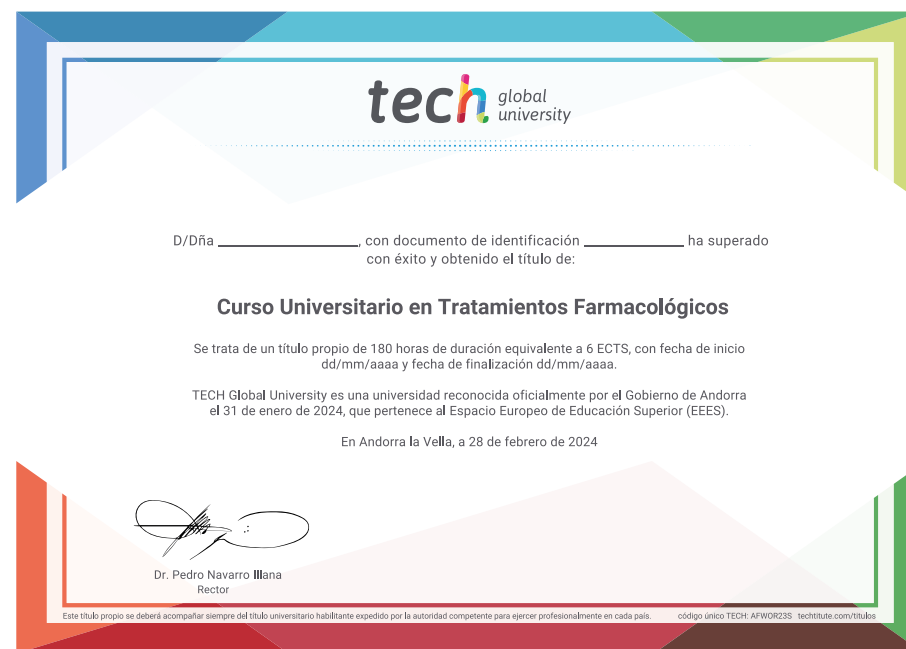 tech global university
D/Dña ______________________, con documento de identificación ________________ ha superado
con éxito y obtenido el título de:
Curso Universitario en Tratamientos Farmacológicos
Se trata de un título propio de 180 horas de duración equivalente a 6 ECTS, con fecha de inicio
dd/mm/aaaa y fecha de finalización dd/mm/aaaa.
TECH Global University es una universidad reconocida oficialmente por el Gobierno de Andorra
el 31 de enero de 2024, que pertenece al Espacio Europeo de Educación Superior (EEES).
En Andorra la Vella, a 28 de febrero de 2024
Dr. Pedro Navarro Illana
Rector
Este título propio se deberá acompañar siempre del título universitario habilitante expedido por la autoridad competente para ejercer profesionalmente en cada país. código único TECH: AFWOR23S techtitute.com/titulos